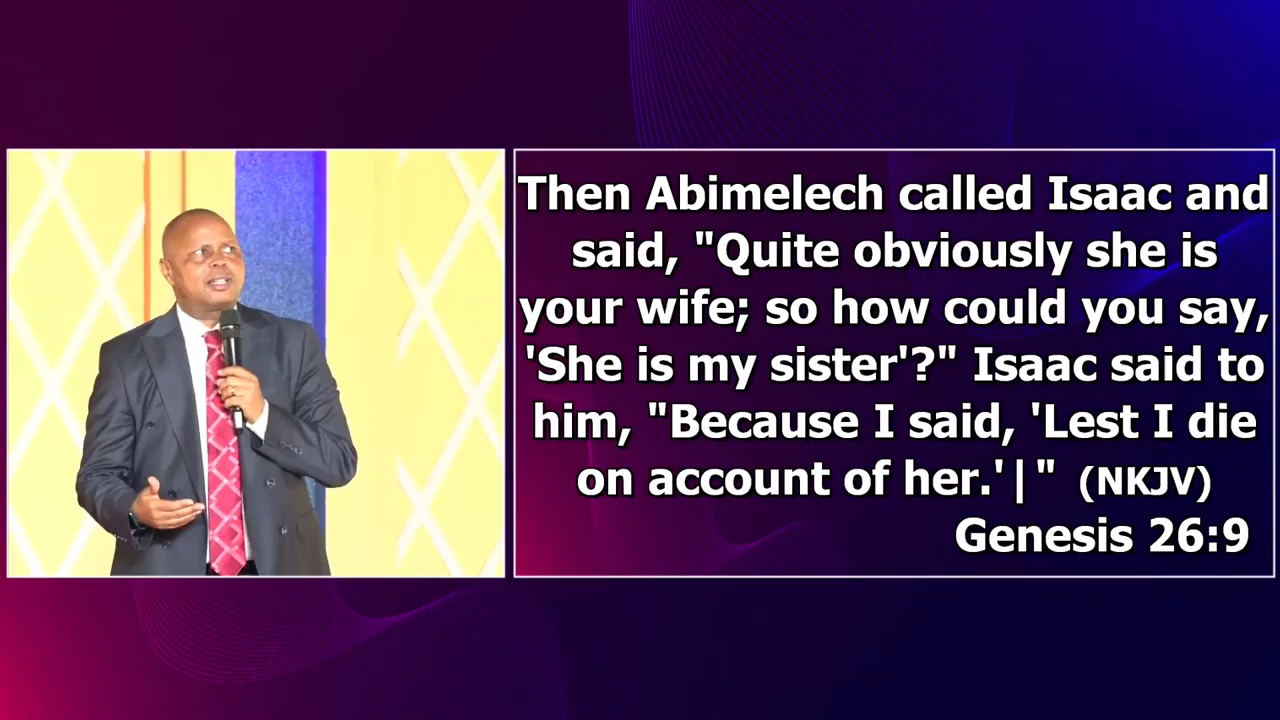 Then Abimelech called Isaac and
said, "Quite obviously she is
your wife; so how could you say,
'She is my sister'?" Isaac said to
him, "Because I said, 'Lest I die
on account of her.'|" (NKJV)
Genesis 26:9